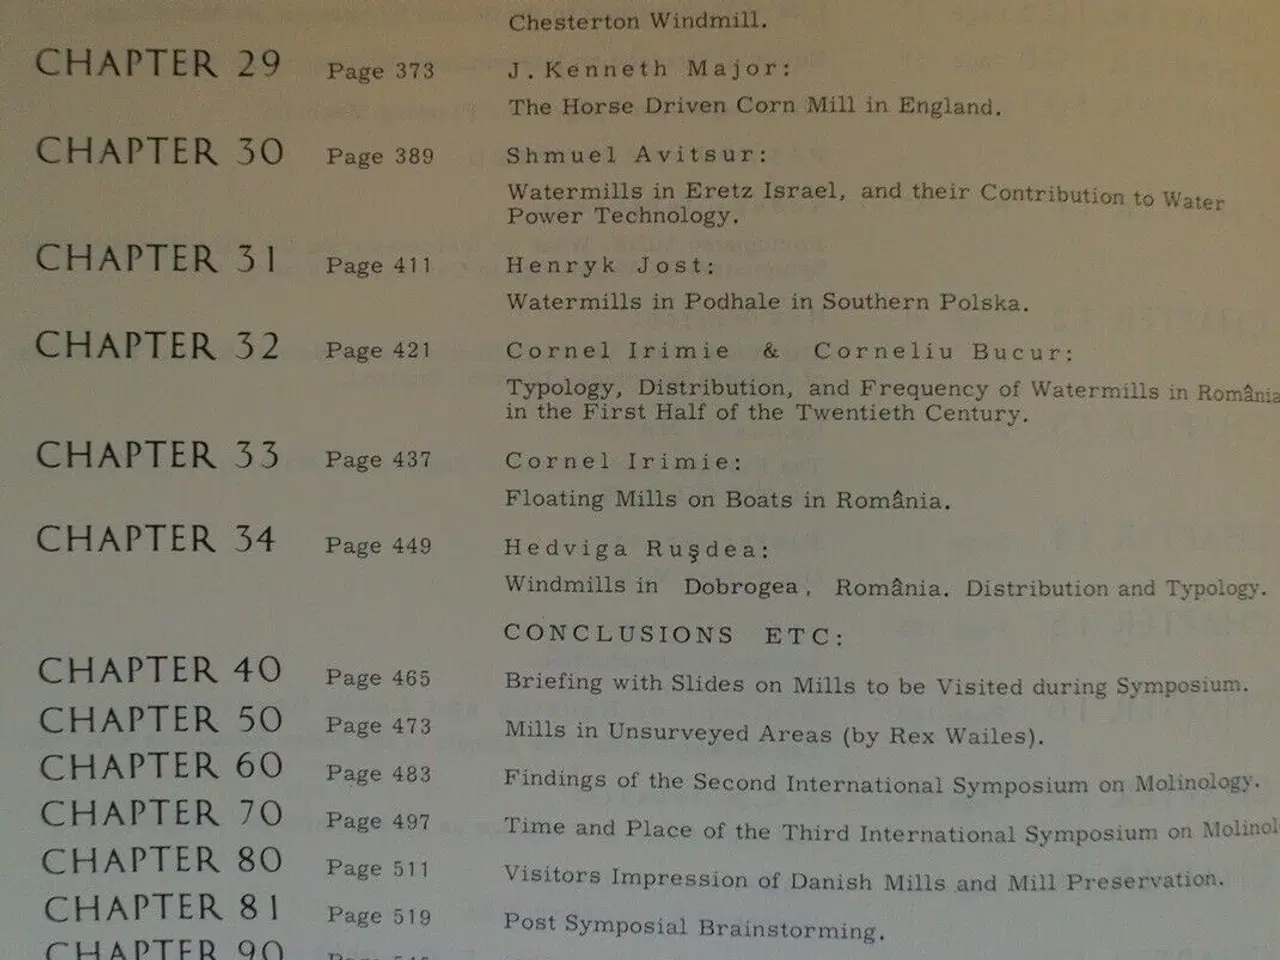 Chesterton Windmill.
CHAPTER 29 Page 373 J. Kenneth Major:
The Horse Driven Corn Mill in England.
CHAPTER 30 Page 389 Shmuel Avitsur:
Watermills in Eretz Israel, and their Contribution to Water
Power Technology.
CHAPTER 31 Page 411 Henryk Jost:
Watermills in Podhale in Southern Polska.
CHAPTER 32 Page 421 Cornel Irimie & Corneliu Bucur:
Typology, Distribution, and Frequency of Watermills in România
in the First Half of the Twentieth Century.
CHAPTER 33 Page 437 Cornel Irimie:
Floating Mills on Boats in România.
CHAPTER 34 Page 449 Hedviga Ruşdea:
Windmills in Dobrogea, România. Distribution and Typology.
CONCLUSIONS ETC:
CHAPTER 40 Page 465 Briefing with Slides on Mills to be Visited during Symposium.
CHAPTER 50 Page 473 Mills in Unsurveyed Areas (by Rex Wailes).
CHAPTER 60 Page 483 Findings of the Second International Symposium on Molinology.
CHAPTER 70 Page 497 Time and Place of the Third International Symposium on Molinol
CHAPTER 80 Page 511 Visitors Impression of Danish Mills and Mill Preservation.
CHAPTER 81 Page 519 Post Symposial Brainstorming.
CHAPTER 90